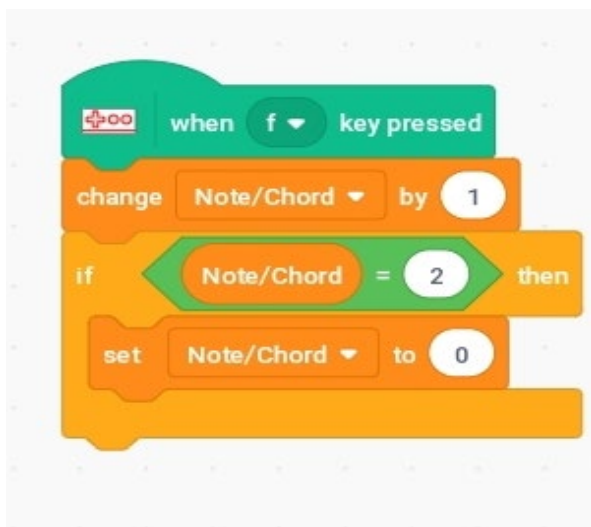 when f key pressed
change Note/Chord by 1
if Note/Chord = 2 then
set Note/Chord to 0